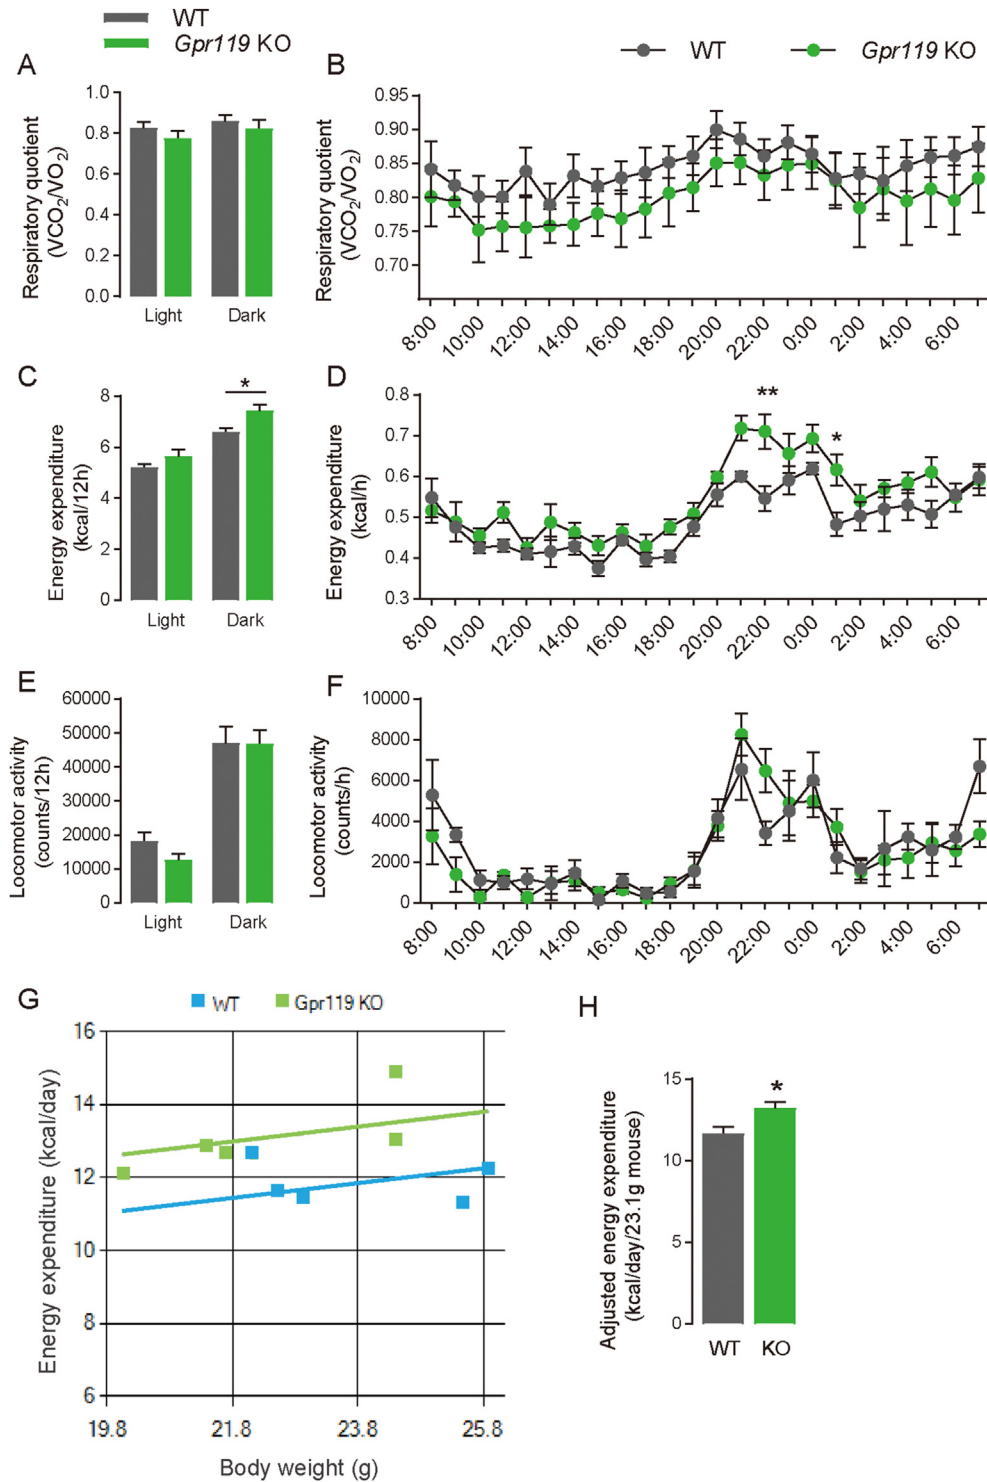 WT
Gpr119 KO
A
Respiratory quotient
(VCO2/VO2)
1.0
0.8
0.6
0.4
0.2
0.0
Light
Dark
B
WT
Gpr119 KO
Respiratory quotient
(VCO2/VO2)
0.95
0.90
0.85
0.80
0.75
0.70
8:00
10:00
12:00
14:00
16:00
18:00
20:00
22:00
0:00
2:00
4:00
6:00
C
Energy expenditure
(kcal/12h)
8
6
4
2
0
*
Light
Dark
D
Energy expenditure
(kcal/h)
0.8
0.7
0.6
0.5
0.4
0.3
**
*
8:00
10:00
12:00
14:00
16:00
18:00
20:00
22:00
0:00
2:00
4:00
6:00
E
Locomotor activity
(counts/12h)
60000
50000
40000
30000
20000
10000
0
Light
Dark
F
Locomotor activity
(counts/h)
10000
8000
6000
4000
2000
0
8:00
10:00
12:00
14:00
16:00
18:00
20:00
22:00
0:00
2:00
4:00
6:00
G
WT
Gpr119 KO
Energy expenditure (kcal/day)
16
14
12
10
8
6
19.8
21.8
23.8
25.8
Body weight (g)
H
Adjusted energy expenditure
(kcal/day/23.1g mouse)
15
10
5
0
*
WT
KO